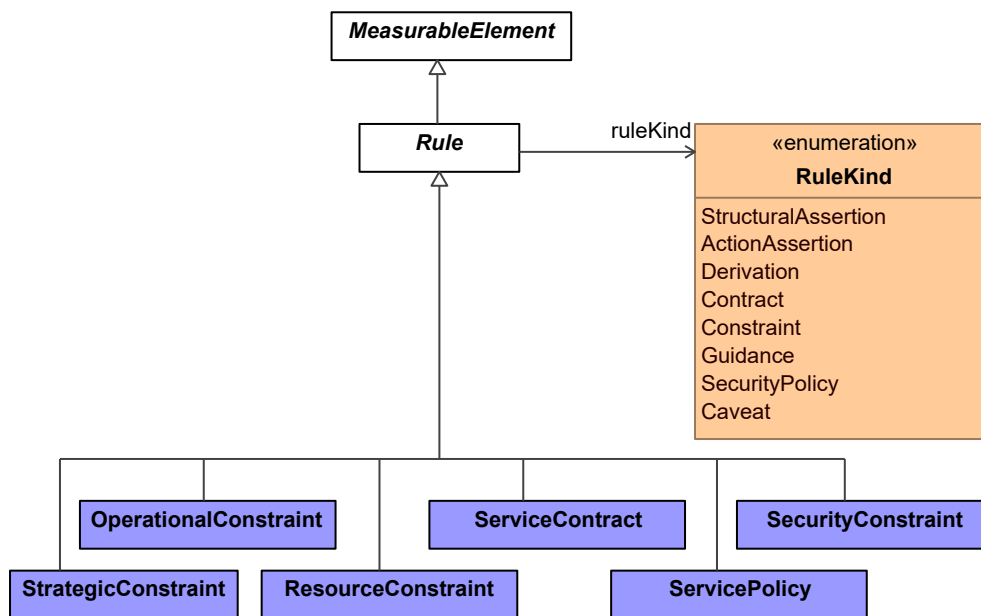 MeasurableElement
Rule
ruleKind
«enumeration»
RuleKind
StructuralAssertion
ActionAssertion
Derivation
Contract
Constraint
Guidance
SecurityPolicy
Caveat
OperationalConstraint
ServiceContract
SecurityConstraint
StrategicConstraint
ResourceConstraint
ServicePolicy